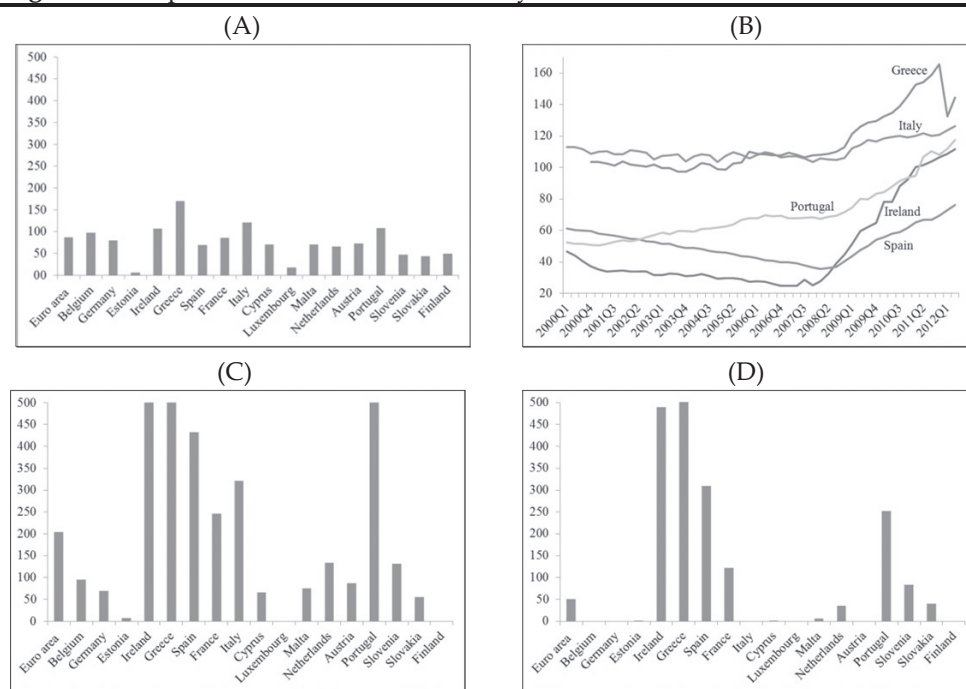 (A)
500
450
400
350
300
250
200
150
100
50
00
Euro area
Belgium
Germany
Estonia
Ireland
Greece
Spain
France
Italy
Cyprus
Luxembourg
Malta
Netherlands
Austria
Portugal
Slovenia
Slovakia
Finland
(B)
160
140
120
100
80
60
40
20
Greece
Italy
Portugal
Ireland
Spain
2000Q1
2000Q4
2001Q3
2002Q2
2003Q1
2003Q4
2004Q3
2005Q2
2006Q1
2006Q4
2007Q3
2008Q2
2009Q1
2009Q4
2010Q3
2011Q2
2012Q1
(C)
500
450
400
350
300
250
200
150
100
50
0
Euro area
Belgium
Germany
Estonia
Ireland
Greece
Spain
France
Italy
Cyprus
Luxembourg
Malta
Netherlands
Austria
Portugal
Slovenia
Slovakia
Finland
(D)
500
450
400
350
300
250
200
150
100
50
0
Euro area
Belgium
Germany
Estonia
Ireland
Greece
Spain
France
Italy
Cyprus
Luxembourg
Malta
Netherlands
Austria
Portugal
Slovenia
Slovakia
Finland